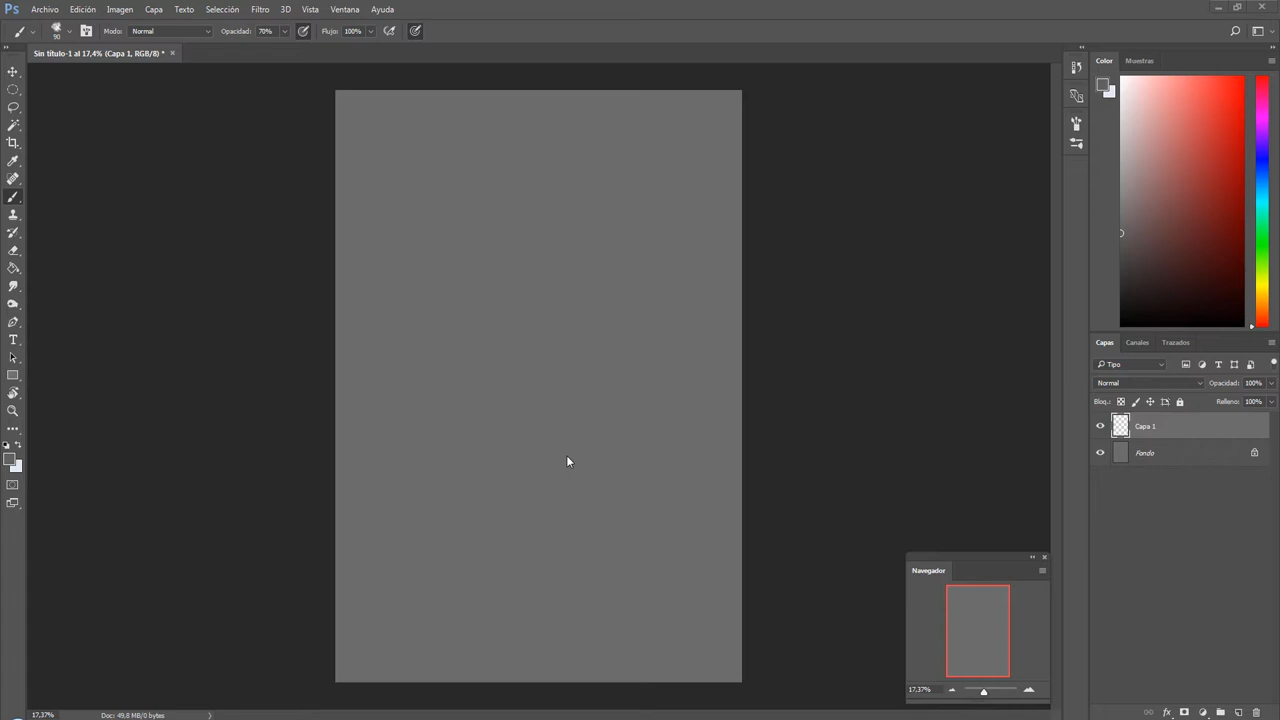 Ps Archivo Edición Imagen Capa Texto Selección Filtro 3D Vista Ventana Ayuda
90 Modo: Normal Opacidad: 70% Flujo: 100%
Sin título-1 al 17,4% (Capa 1, RGB/8) *
Color Muestras
Capas Canales Trazados
Tipo
Normal Opacidad: 100%
Bloq.: Relleno: 100%
Capa 1
Fondo
Navegador
17,37%
17,37% Doc: 49,8 MB/0 bytes